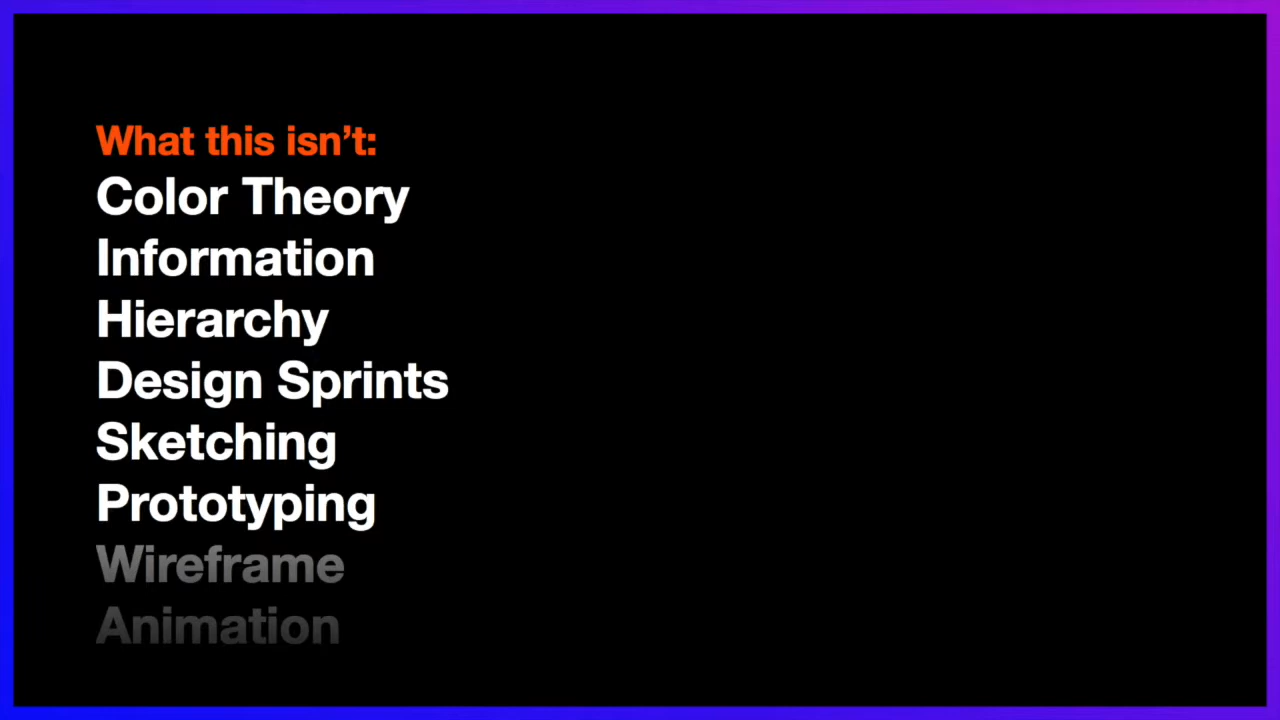 What this isn’t:
Color Theory
Information
Hierarchy
Design Sprints
Sketching
Prototyping
Wireframe
Animation